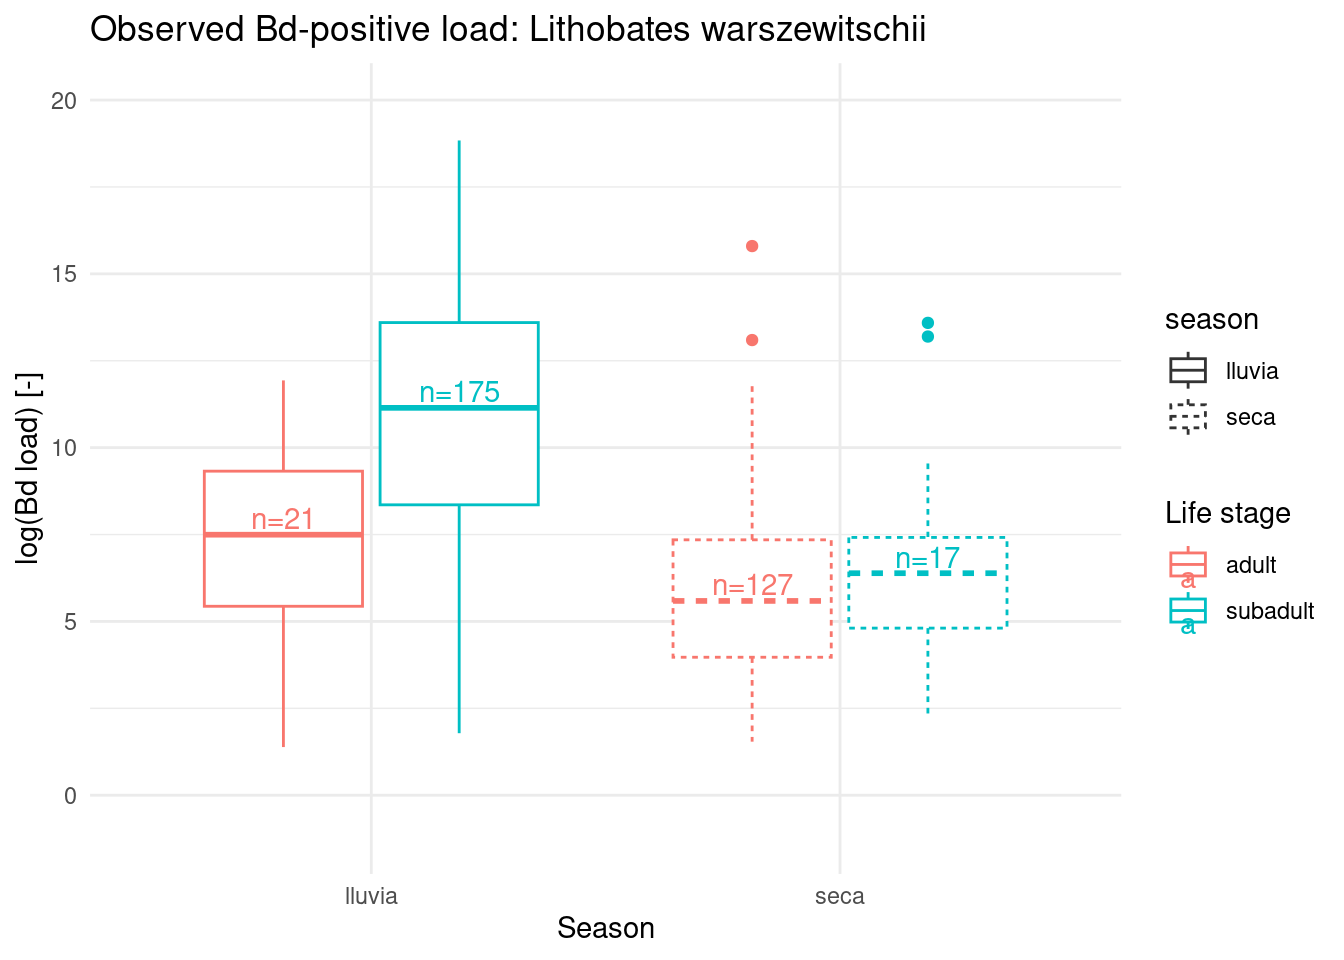 Observed Bd-positive load: Lithobates warszewitschii
20
15
10
5
0
log(Bd load) [-]
n=21
n=175
n=127
n=17
lluvia
seca
Season
season
lluvia
seca
Life stage
a adult
a subadult